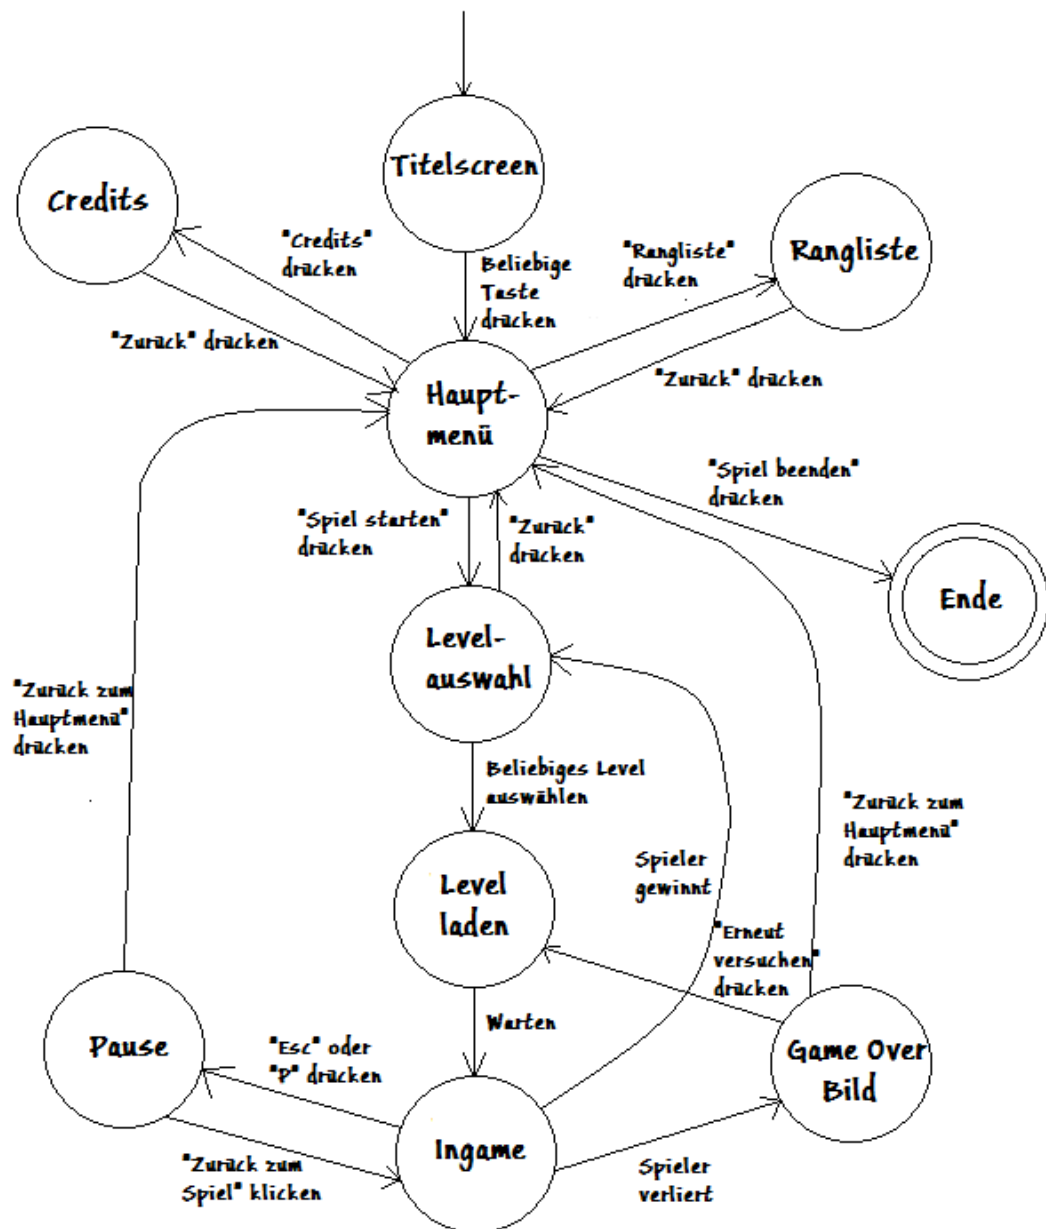 Titelscreen
Credits
Rangliste
"Credits"
drücken
Beliebige
Taste
drücken
"Rangliste"
drücken
"Zurück" drücken
"Zurück" drücken
Haupt-
menü
"Spiel beenden"
drücken
"Spiel starten"
drücken
"Zurück"
drücken
Ende
Level-
auswahl
"Zurück zum
Hauptmenü"
drücken
Beliebiges Level
auswählen
"Zurück zum
Hauptmenü"
drücken
Spieler
gewinnt
Level
laden
"Erneut
versuchen"
drücken
Warten
Pause
"Esc" oder
"P" drücken
Game Over
Bild
Ingame
"Zurück zum
Spiel" klicken
Spieler
verliert